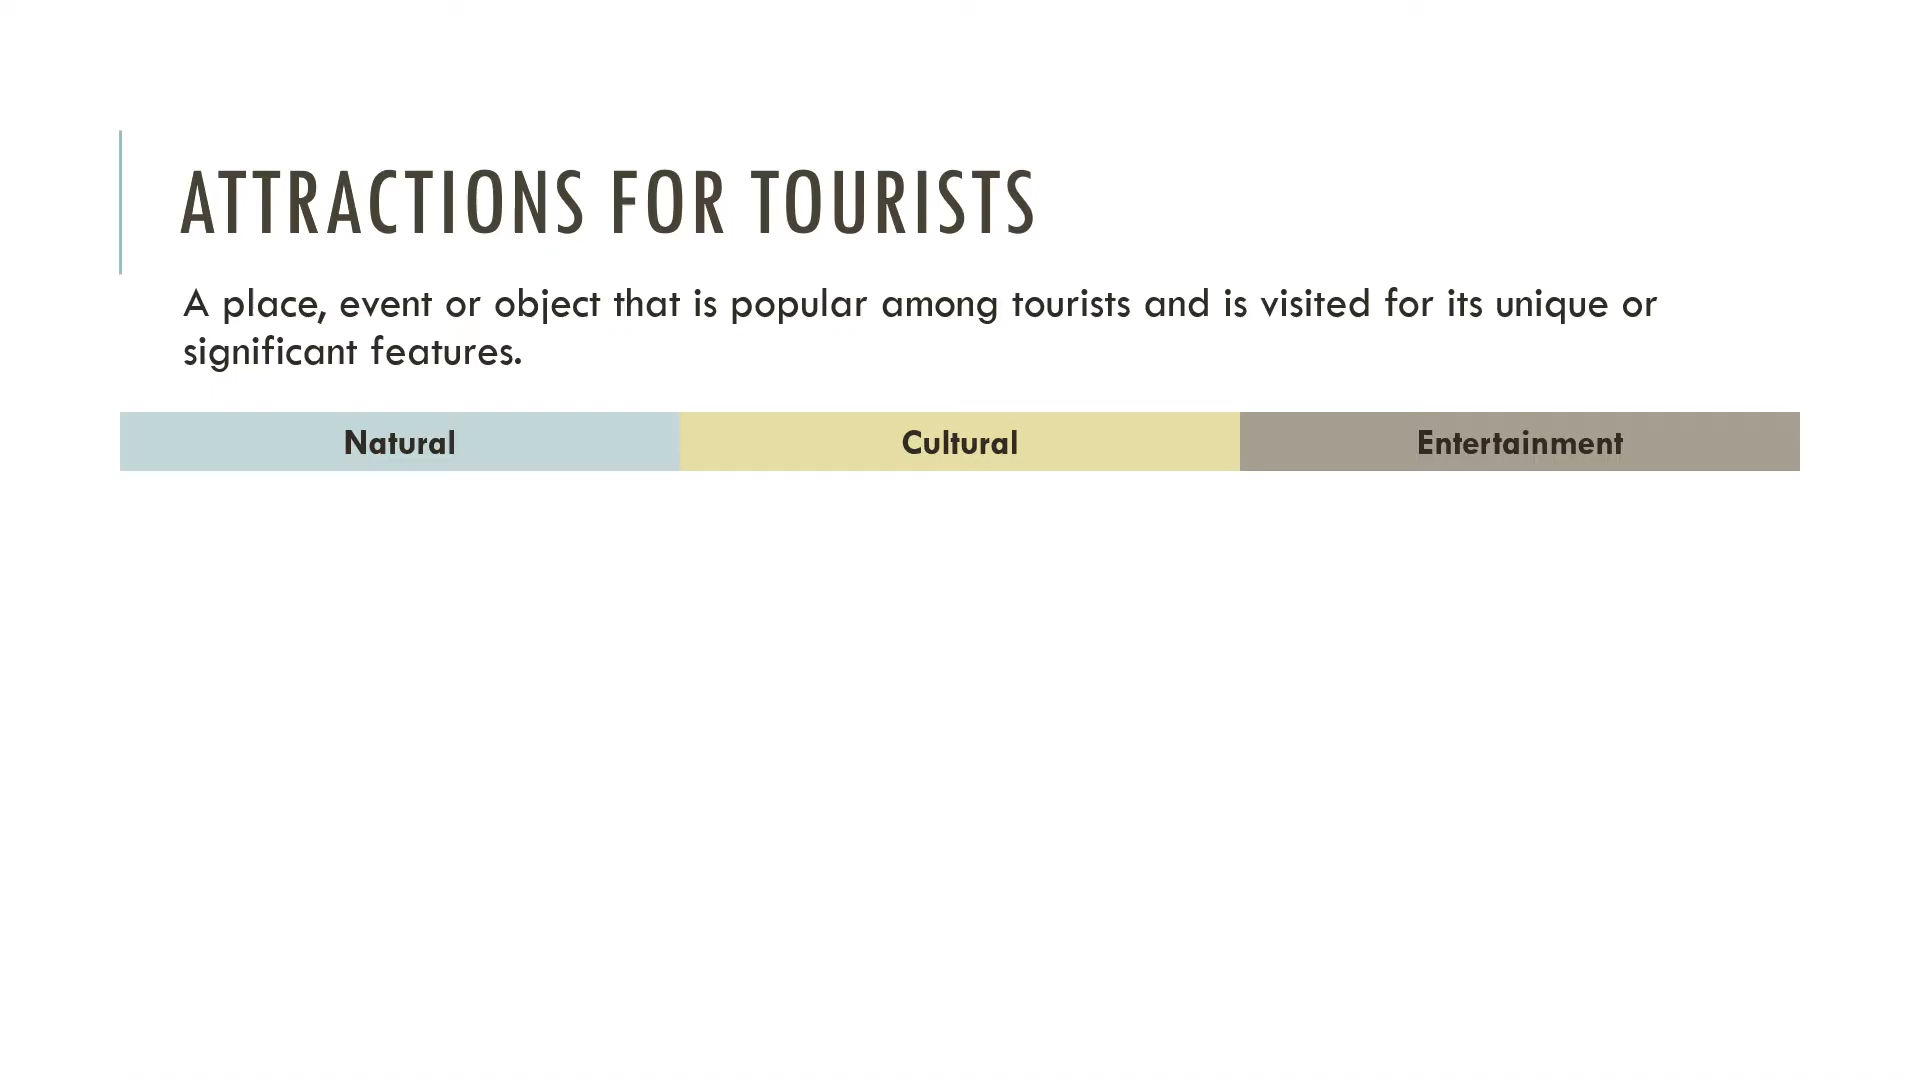 ATTRACTIONS FOR TOURISTS
A place, event or object that is popular among tourists and is visited for its unique or
significant features.
Natural
Cultural
Entertainment